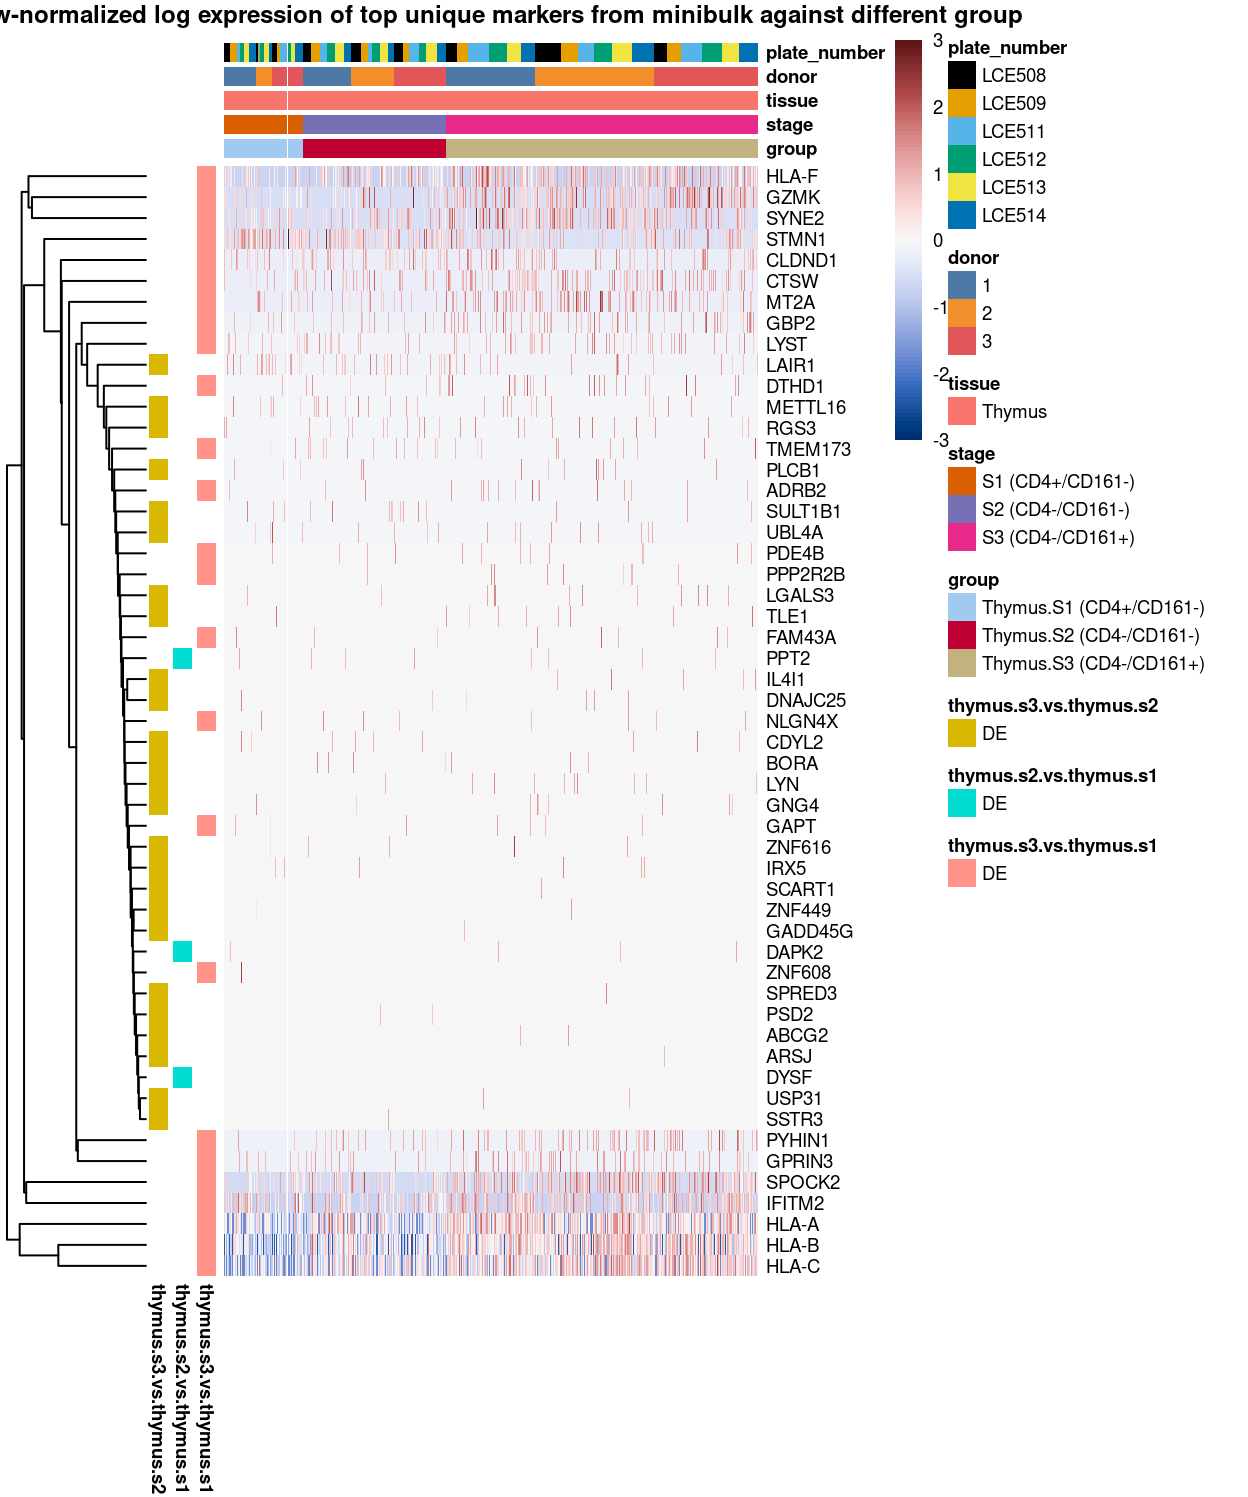 w-normalized log expression of top unique markers from minibulk against different group
plate_number
donor
tissue
stage
group
HLA-F
GZMK
SYNE2
STMN1
CLDND1
CTSW
MT2A
GBP2
LYST
LAIR1
DTHD1
METTL16
RGS3
TMEM173
PLCB1
ADRB2
SULT1B1
UBL4A
PDE4B
PPP2R2B
LGALS3
TLE1
FAM43A
PPT2
IL4I1
DNAJC25
NLGN4X
CDYL2
BORA
LYN
GNG4
GAPT
ZNF616
IRX5
SCART1
ZNF449
GADD45G
DAPK2
ZNF608
SPRED3
PSD2
ABCG2
ARSJ
DYSF
USP31
SSTR3
PYHIN1
GPRIN3
SPOCK2
IFITM2
HLA-A
HLA-B
HLA-C
thymus.s3.vs.thymus.s2
thymus.s2.vs.thymus.s1
thymus.s3.vs.thymus.s1
3
2
1
0
-1
-2
-3
plate_number
LCE508
LCE509
LCE511
LCE512
LCE513
LCE514
donor
1
2
3
tissue
Thymus
stage
S1 (CD4+/CD161-)
S2 (CD4-/CD161-)
S3 (CD4-/CD161+)
group
Thymus.S1 (CD4+/CD161-)
Thymus.S2 (CD4-/CD161-)
Thymus.S3 (CD4-/CD161+)
thymus.s3.vs.thymus.s2
DE
thymus.s2.vs.thymus.s1
DE
thymus.s3.vs.thymus.s1
DE